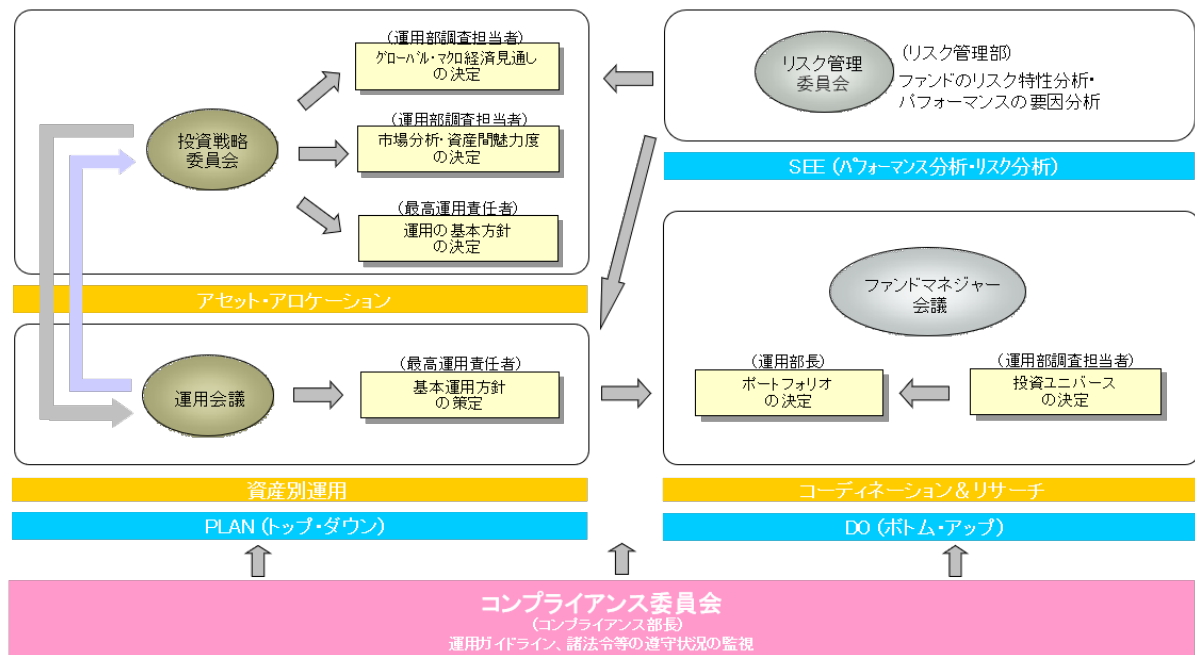 (運用部調査担当者)
グローバル・マクロ経済見通し
の決定
投資戦略
委員会
(運用部調査担当者)
市場分析・資産間魅力度
の決定
(最高運用責任者)
運用の基本方針
の決定
アセット・アロケーション
運用会議
(最高運用責任者)
基本運用方針
の策定
資産別運用
PLAN (トップ・ダウン)
リスク管理
委員会
(リスク管理部)
ファンドのリスク特性分析・
パフォーマンスの要因分析
SEE (パフォーマンス分析・リスク分析)
ファンドマネジャー
会議
(運用部長)
ポートフォリオ
の決定
(運用部調査担当者)
投資ユニバース
の決定
コーディネーション&リサーチ
DO (ボトム・アップ)
コンプライアンス委員会
(コンプライアンス部長)
運用ガイドライン、諸法令等の遵守状況の監視